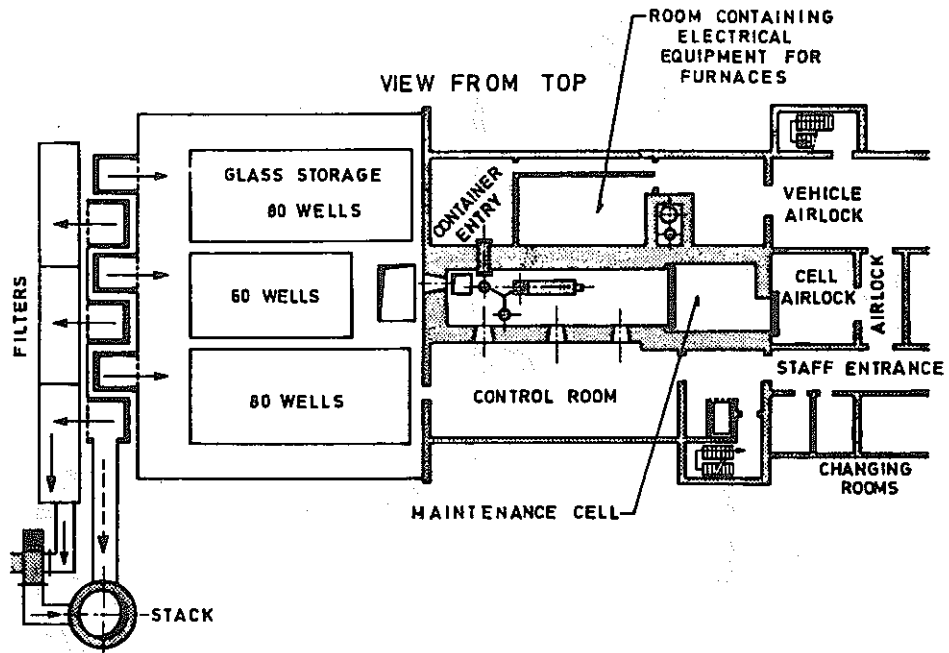 ROOM CONTAINING
ELECTRICAL
EQUIPMENT FOR
FURNACES
VIEW FROM TOP
GLASS STORAGE
80 WELLS
CONTAINER
ENTRY
VEHICLE
AIRLOCK
FILTERS
60 WELLS
CELL
AIRLOCK
AIRLOCK
80 WELLS
CONTROL ROOM
STAFF ENTRANCE
CHANGING
ROOMS
MAINTENANCE CELL
STACK